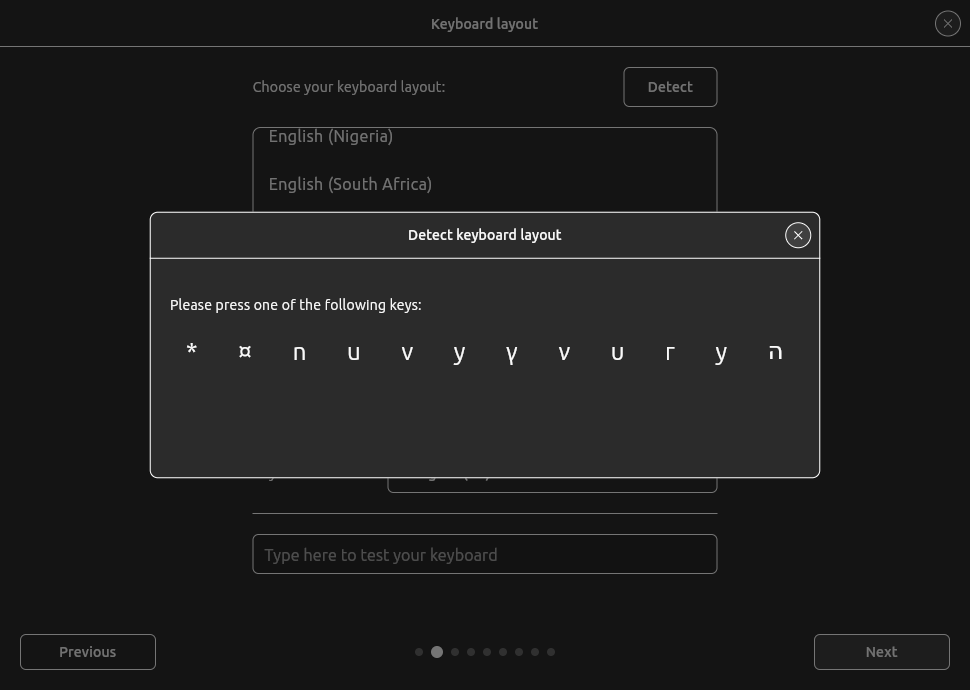 Keyboard layout
Choose your keyboard layout:
Detect
English (Nigeria)
English (South Africa)
Detect keyboard layout
Please press one of the following keys:
* ¤ n u v y γ v u r y ה
Type here to test your keyboard
Previous
Next